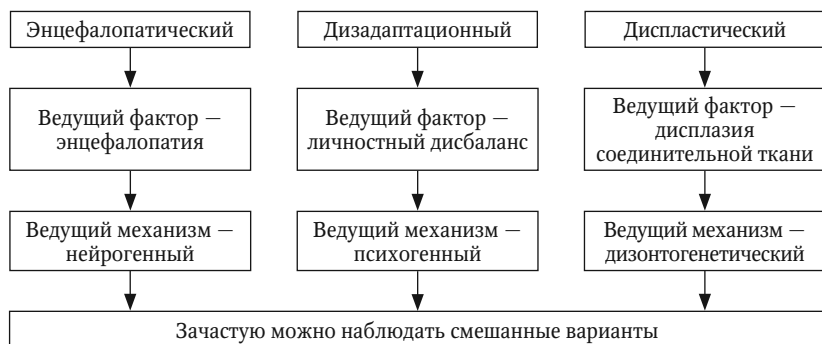 Энцефалопатический
Дизадаптационный
Диспластический
Ведущий фактор —
энцефалопатия
Ведущий фактор —
личностный дисбаланс
Ведущий фактор —
дисплазия
соединительной ткани
Ведущий механизм —
нейрогенный
Ведущий механизм —
психогенный
Ведущий механизм —
дизонтогенетический
Зачастую можно наблюдать смешанные варианты